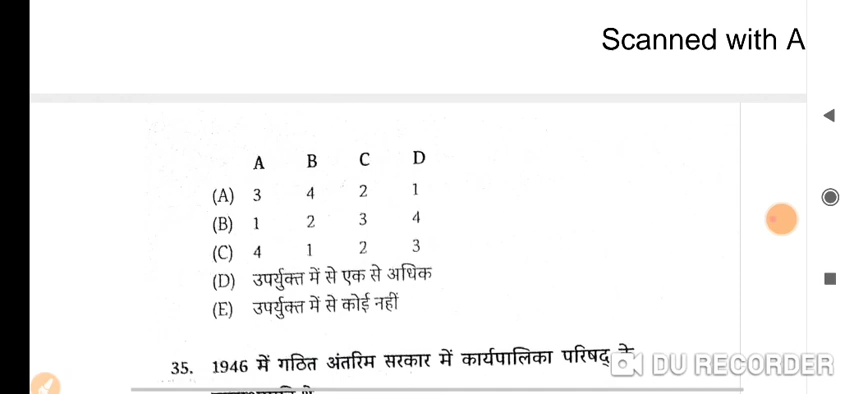 Scanned with A
A B C D
(A) 3 4 2 1
(B) 1 2 3 4
(C) 4 1 2 3
(D) उपर्युक्त में से एक से अधिक
(E) उपर्युक्त में से कोई नहीं
35. 1946 में गठित अंतरिम सरकार में कार्यपालिका परिषद् के
DU RECORDER